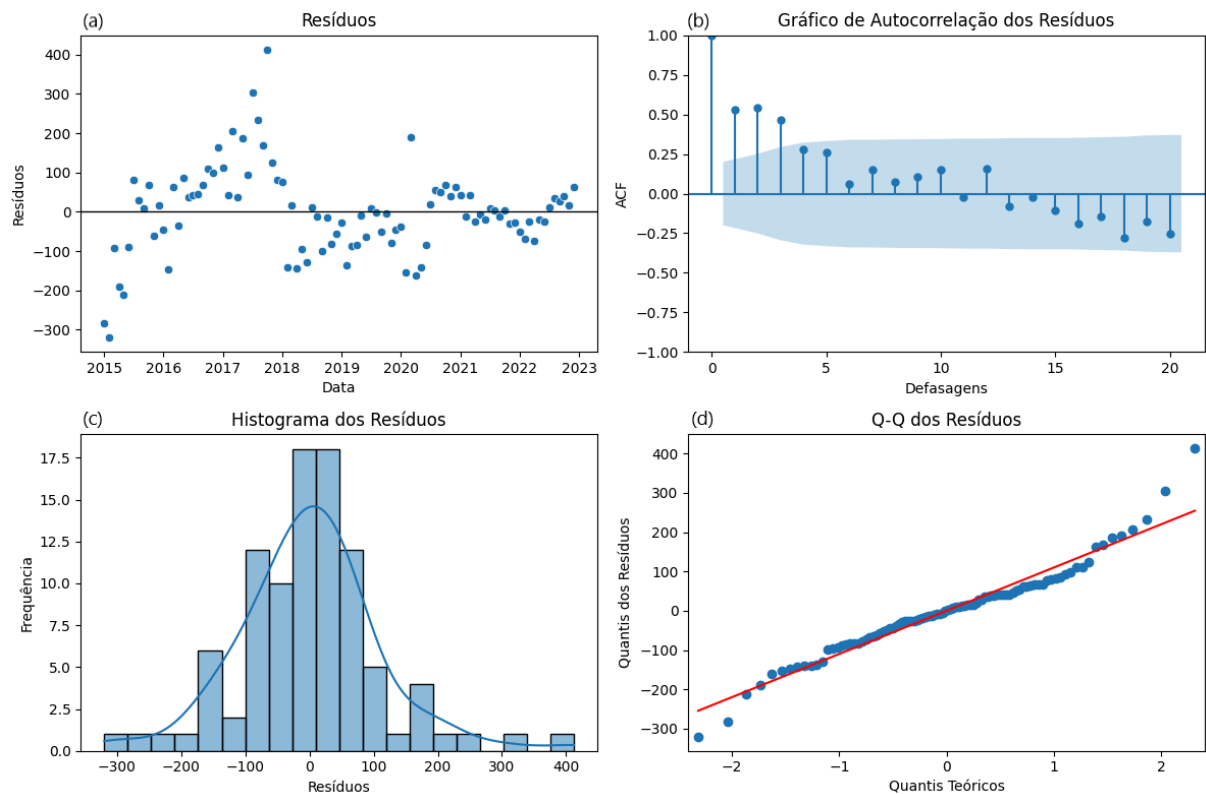 (a)
Resíduos
400
300
200
100
0
−100
−200
−300
Resíduos
2015 2016 2017 2018 2019 2020 2021 2022 2023
Data
(b)
Gráfico de Autocorrelação dos Resíduos
1.00
0.75
0.50
0.25
0.00
−0.25
−0.50
−0.75
−1.00
ACF
0 5 10 15 20
Defasagens
(c)
Histograma dos Resíduos
17.5
15.0
12.5
10.0
7.5
5.0
2.5
0.0
Frequência
−300 −200 −100 0 100 200 300 400
Resíduos
(d)
Q-Q dos Resíduos
400
300
200
100
0
−100
−200
−300
Quantis dos Resíduos
−2 −1 0 1 2
Quantis Teóricos